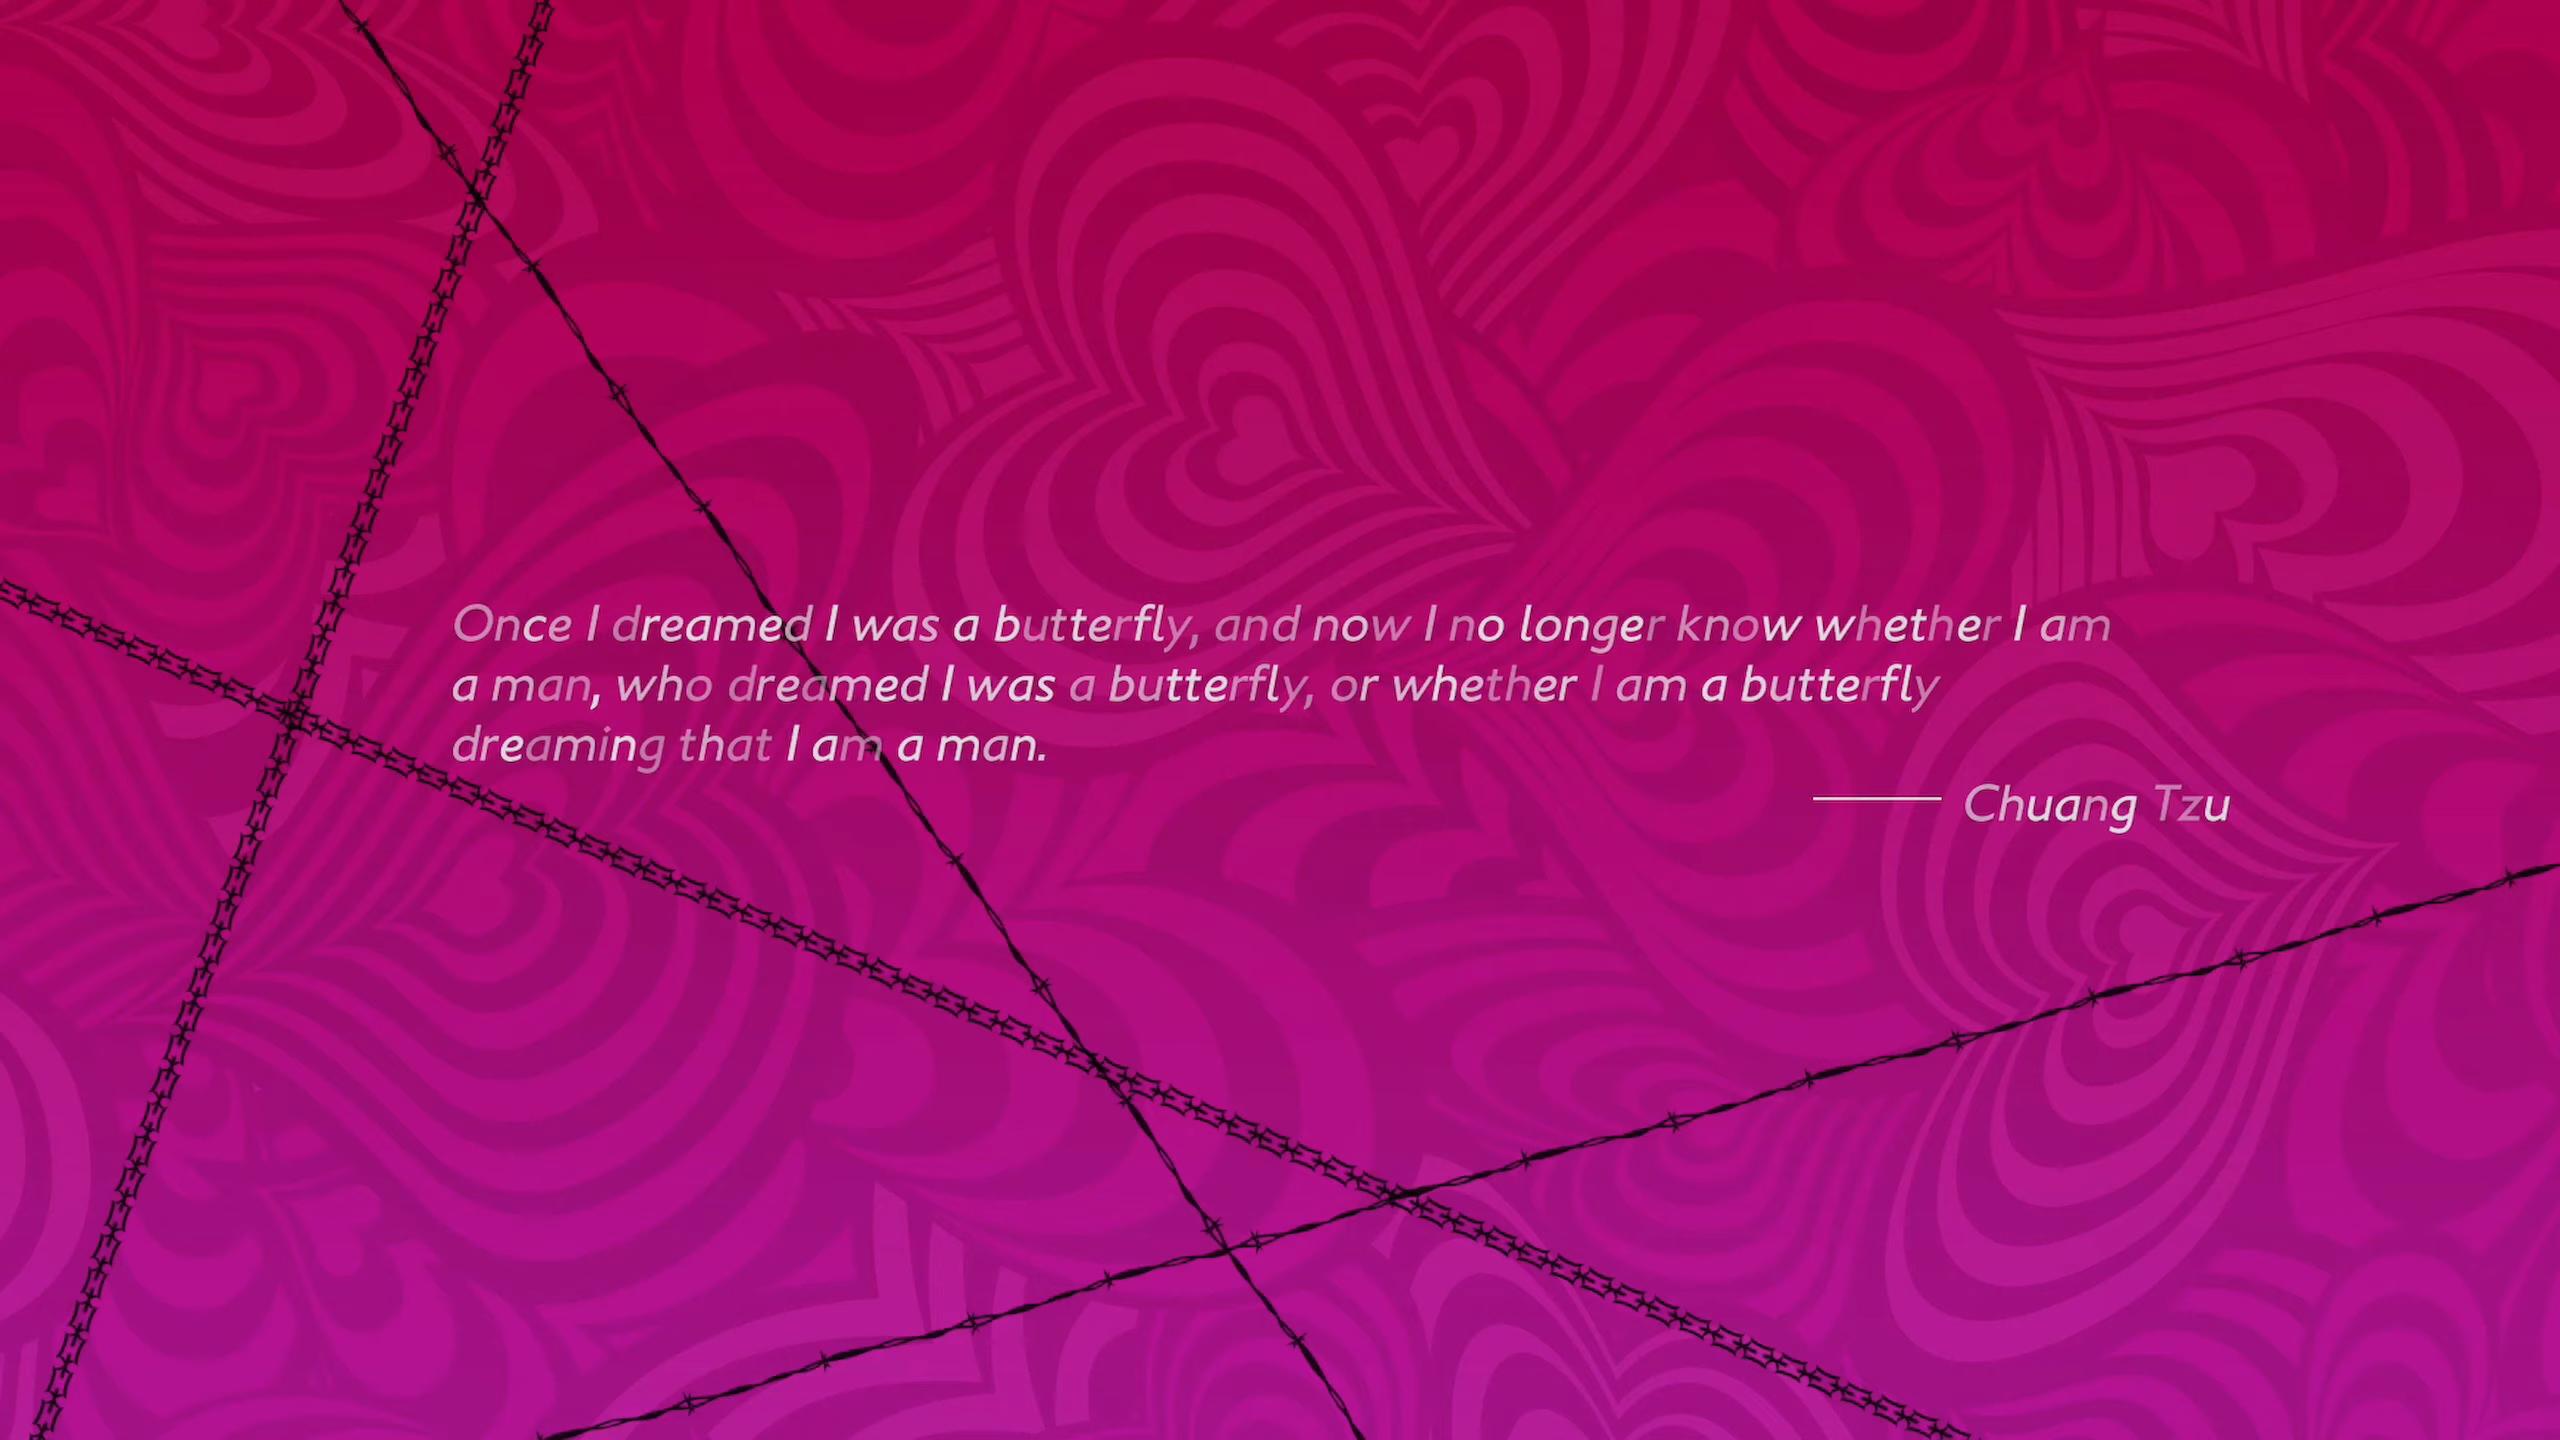 Once I dreamed I was a butterfly, and now I no longer know whether I am
a man, who dreamed I was a butterfly, or whether I am a butterfly
dreaming that I am a man.
Chuang Tzu